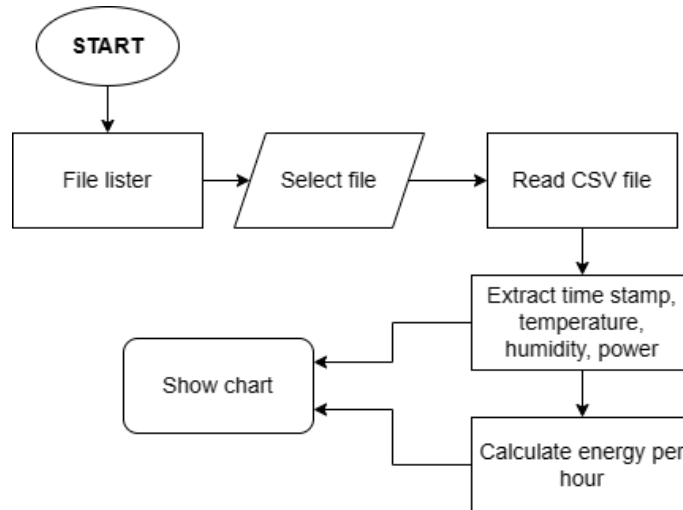 START
File lister
Select file
Read CSV file
Extract time stamp,
temperature,
humidity, power
Show chart
Calculate energy per
hour